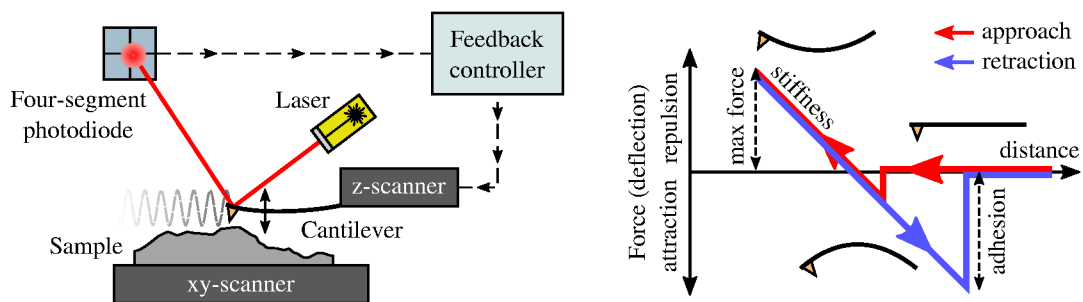 Four-segment
photodiode
Feedback
controller
Laser
z-scanner
Cantilever
Sample
xy-scanner
approach
retraction
Force (deflection)
attraction repulsion
max force
stiffness
distance
adhesion